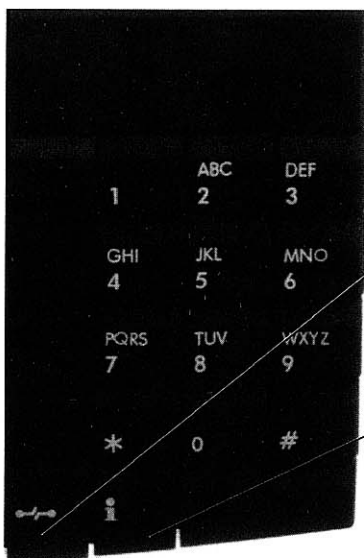 ABC DEF
1 2 3
GHI JKL MNO
4 5 6
PQRS TUV WXYZ
7 8 9
* 0 #
i